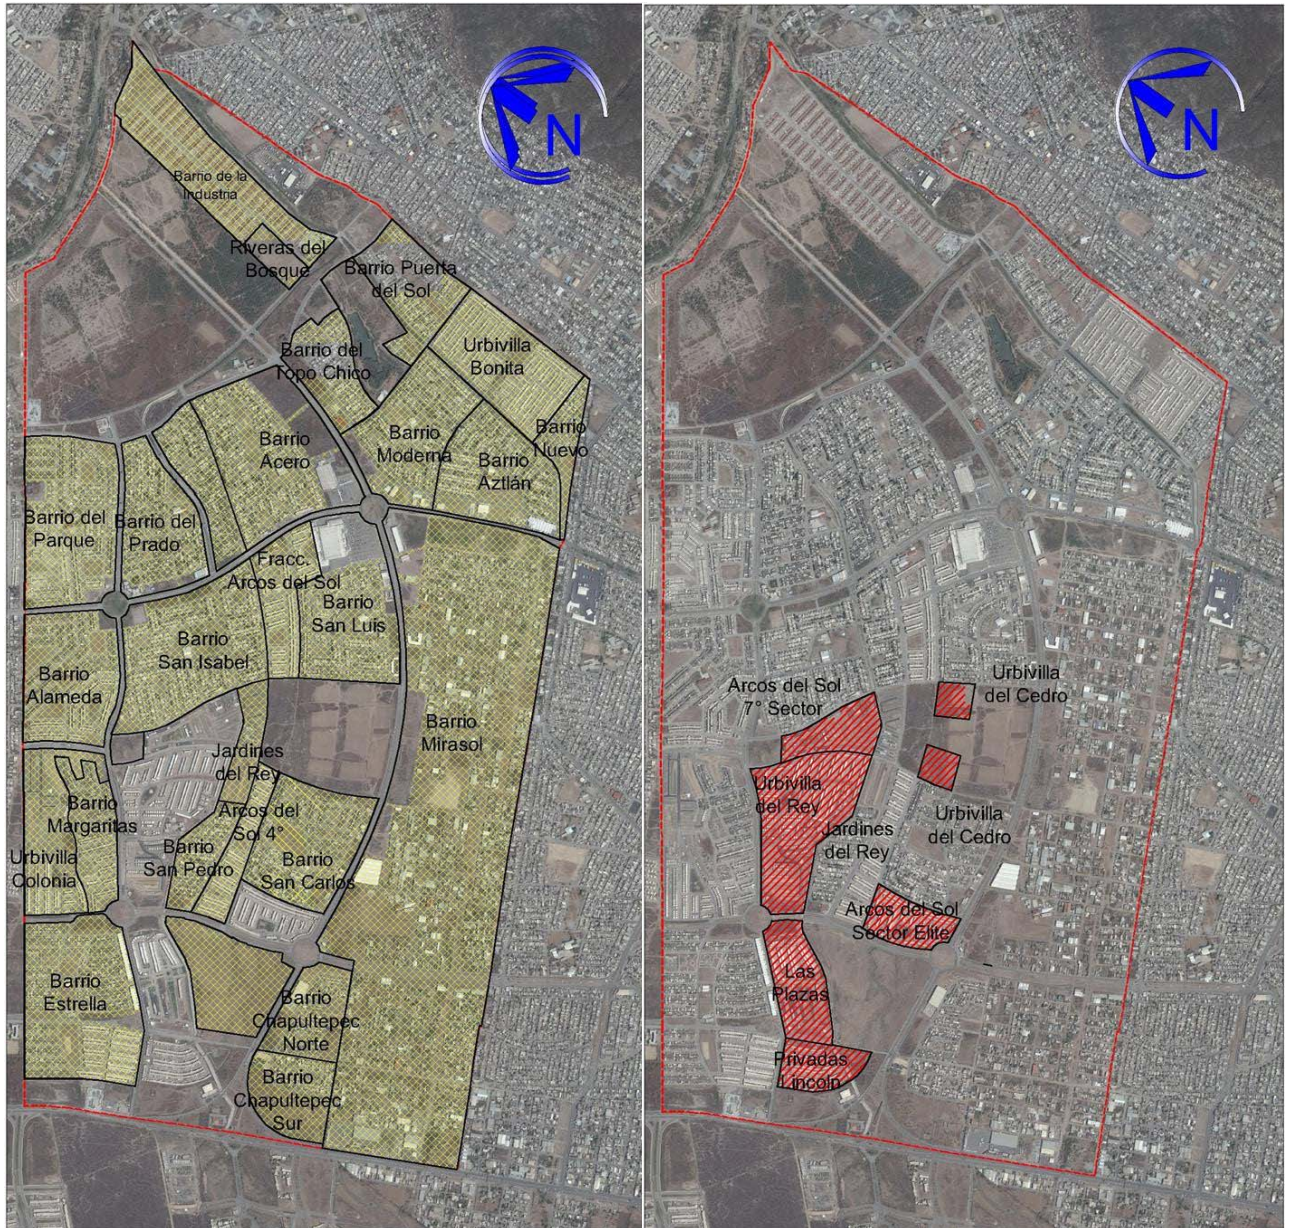 N
Barrio de la
Industria
Riveras del
Bosque
Barrio Puerta
del Sol
Barrio del
Topo Chico
Urbivilla
Bonita
Barrio
Acero
Barrio
Moderna
Barrio
Nuevo
Barrio
Aztlán
Barrio del
Parque
Barrio del
Prado
Fracc.
Arcos del Sol
Barrio
San Luis
Barrio
San Isabel
Barrio
Alameda
Barrio
Mirasol
Jardines
del Rey
Barrio
Margaritas
Arcos del
Sol 4°
Urbivilla
Colonia
Barrio
San Pedro
Barrio
San Carlos
Barrio
Estrella
Barrio
Chapultepec
Norte
Barrio
Chapultepec
Sur
N
Arcos del Sol
7° Sector
Urbivilla
del Cedro
Urbivilla
del Rey
Urbivilla
del Cedro
Jardines
del Rey
Arcos del Sol
Sector Elite
Las
Plazas
Privadas
Lincoln